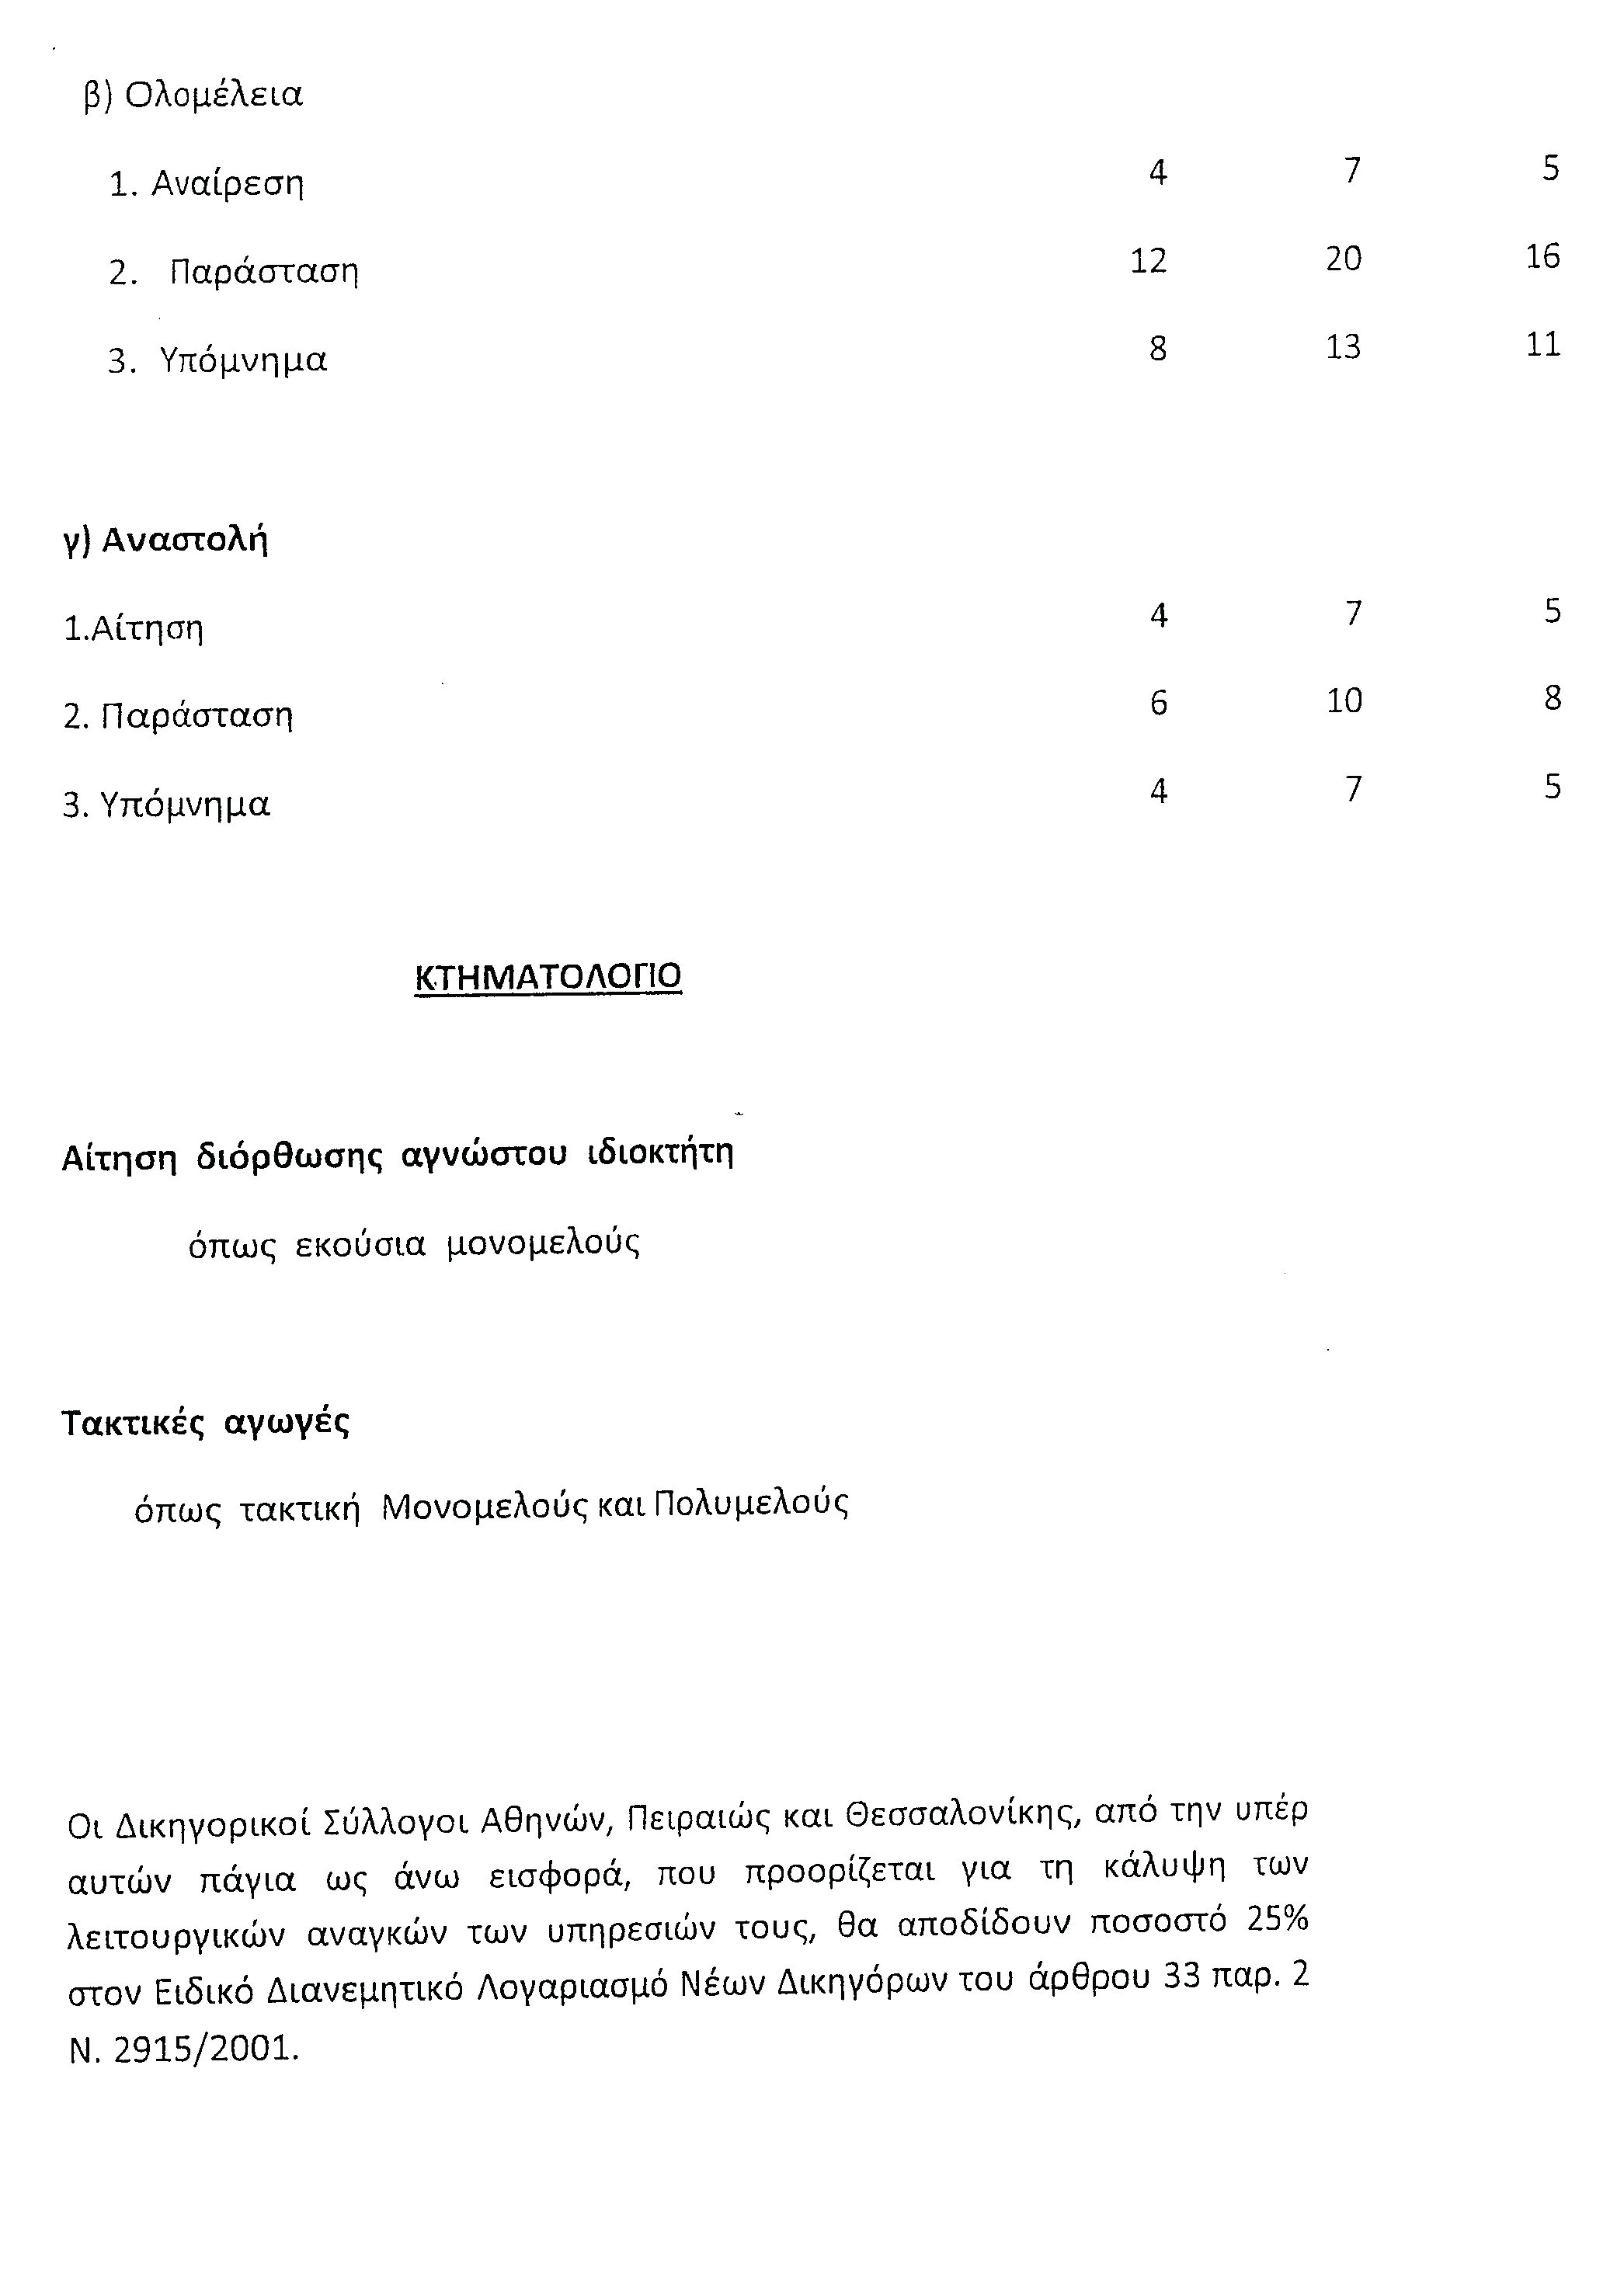 β) Ολομέλεια
1. Αναίρεση 4 7 5
2. Παράσταση 12 20 16
3. Υπόμνημα 8 13 11
γ) Αναστολή
1.Αίτηση 4 7 5
2. Παράσταση 6 10 8
3. Υπόμνημα 4 7 5
ΚΤΗΜΑΤΟΛΟΓΙΟ
Αίτηση διόρθωσης αγνώστου ιδιοκτήτη
όπως εκούσια μονομελούς
Τακτικές αγωγές
όπως τακτική Μονομελούς και Πολυμελούς
Οι Δικηγορικοί Σύλλογοι Αθηνών, Πειραιώς και Θεσσαλονίκης, από την υπέρ
αυτών πάγια ως άνω εισφορά, που προορίζεται για τη κάλυψη των
λειτουργικών αναγκών των υπηρεσιών τους, θα αποδίδουν ποσοστό 25%
στον Ειδικό Διανεμητικό Λογαριασμό Νέων Δικηγόρων του άρθρου 33 παρ. 2
Ν. 2915/2001.